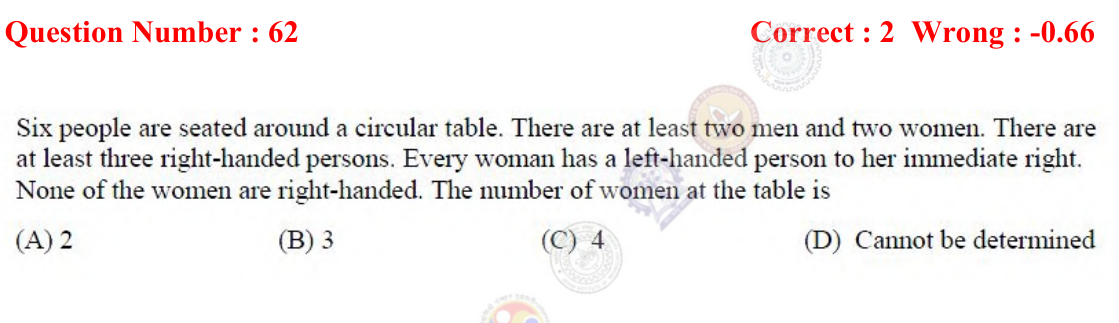 Question Number : 62 Correct : 2 Wrong : -0.66
Six people are seated around a circular table. There are at least two men and two women. There are
at least three right-handed persons. Every woman has a left-handed person to her immediate right.
None of the women are right-handed. The number of women at the table is
(A) 2 (B) 3 (C) 4 (D) Cannot be determined